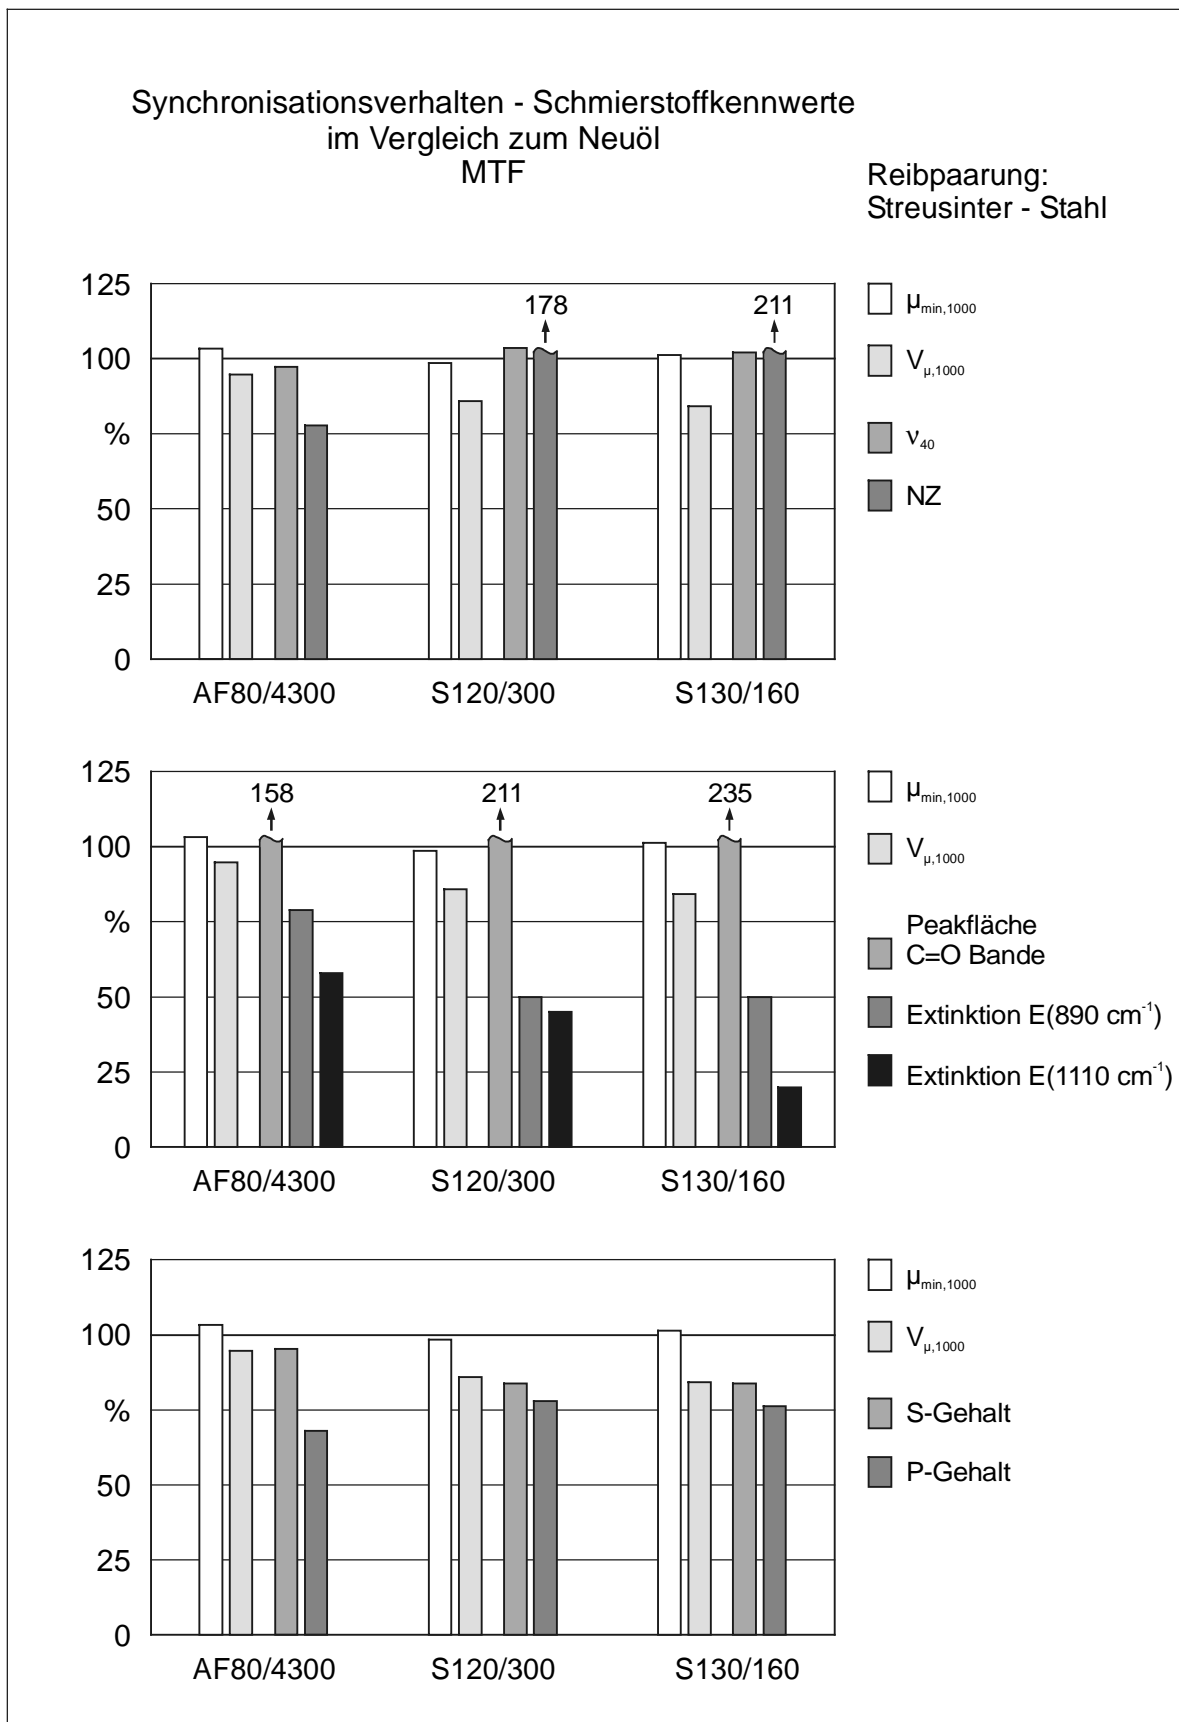 Synchronisationsverhalten - Schmierstoffkennwerte
im Vergleich zum Neuöl
MTF
Reibpaarung:
Streusinter - Stahl
125
100
%
50
25
0
178
211
AF80/4300
S120/300
S130/160
μmin,1000
Vμ,1000
ν40
NZ
125
100
%
50
25
0
158
211
235
AF80/4300
S120/300
S130/160
μmin,1000
Vμ,1000
Peakfläche
C=O Bande
Extinktion E(890 cm⁻¹)
Extinktion E(1110 cm⁻¹)
125
100
%
50
25
0
AF80/4300
S120/300
S130/160
μmin,1000
Vμ,1000
S-Gehalt
P-Gehalt